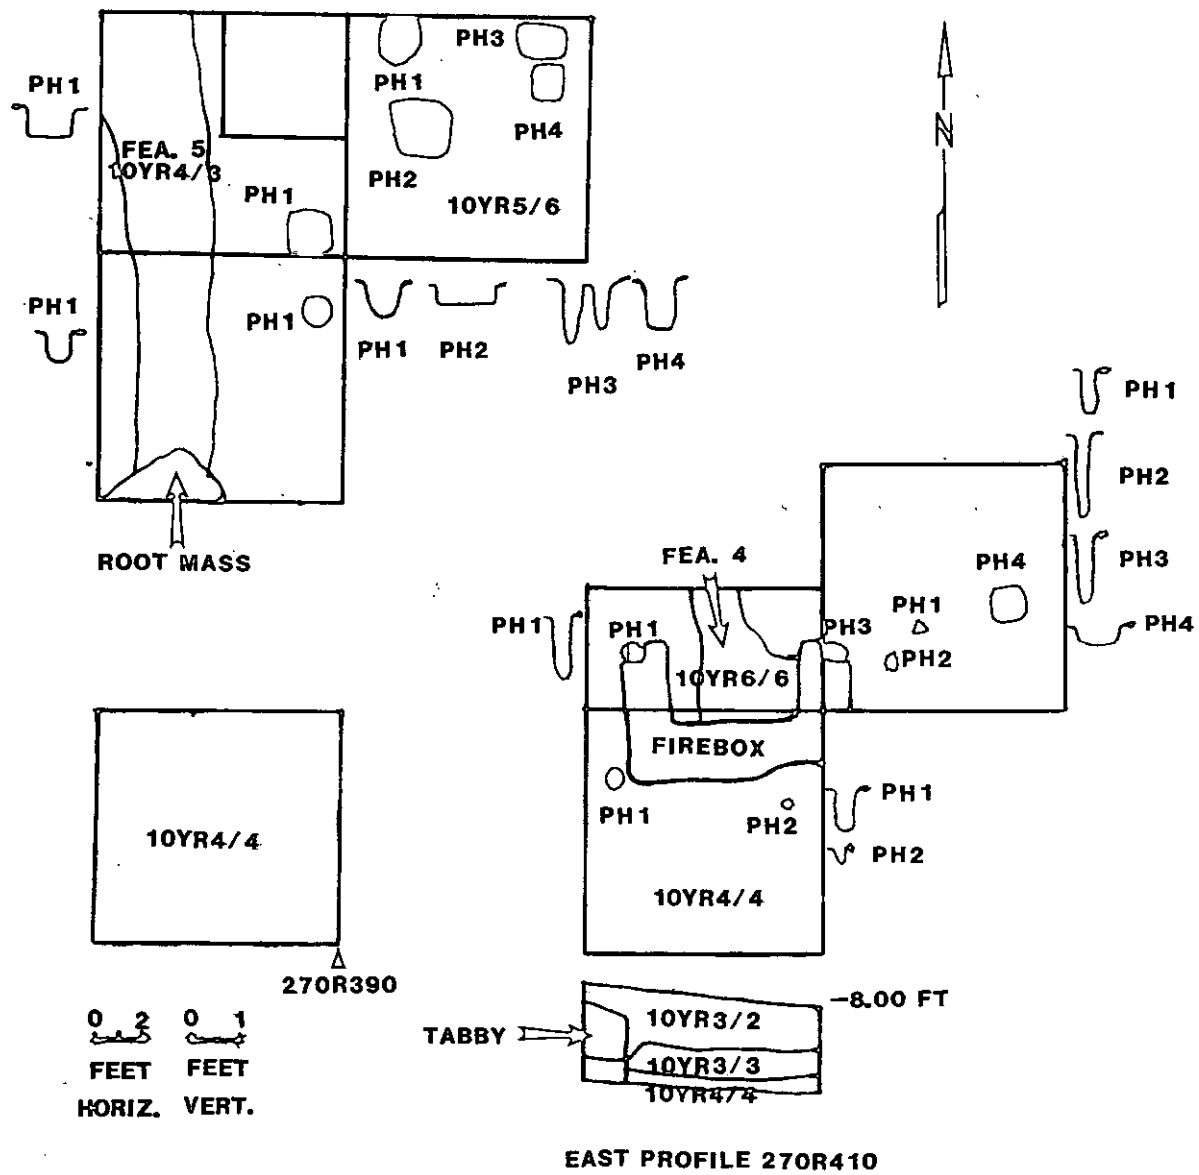 PH3
PH1
PH1
PH4
FEA. 5
10YR4/3
PH2
PH1
10YR5/6
N
PH1
PH1
PH1
PH2
PH3
PH4
PH1
PH2
ROOT MASS
FEA. 4
PH4
PH3
PH1
PH1
PH1
PH3
PH4
PH2
10YR6/6
FIREBOX
PH1
PH1
PH2
PH2
10YR4/4
10YR4/4
270R390
-8.00 FT
0 2 0 1
10YR3/2
TABBY
FEET FEET
10YR3/3
10YR4/4
HORIZ. VERT.
EAST PROFILE 270R410